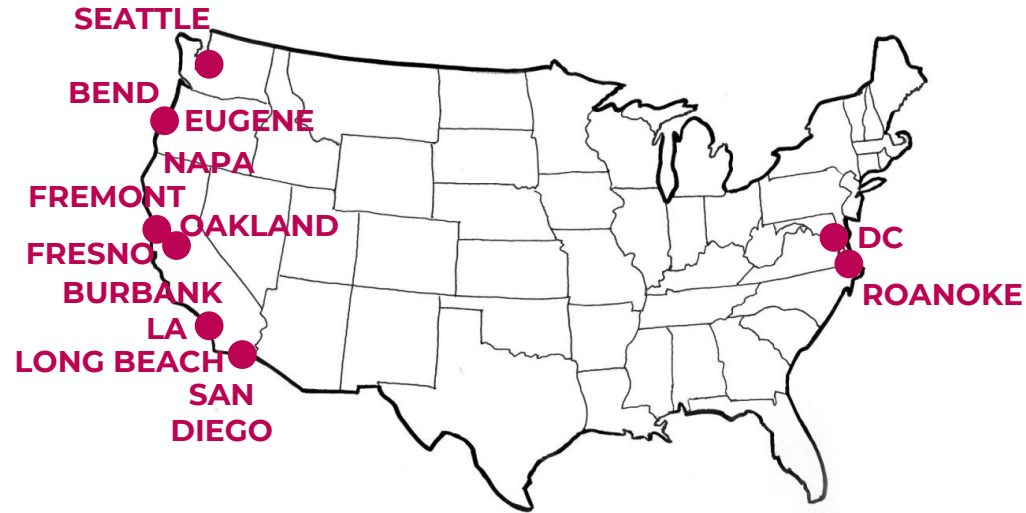 SEATTLE
BEND
EUGENE
NAPA
FREMONT
OAKLAND
FRESNO
BURBANK
LA
LONG BEACH
SAN
DIEGO
DC
ROANOKE